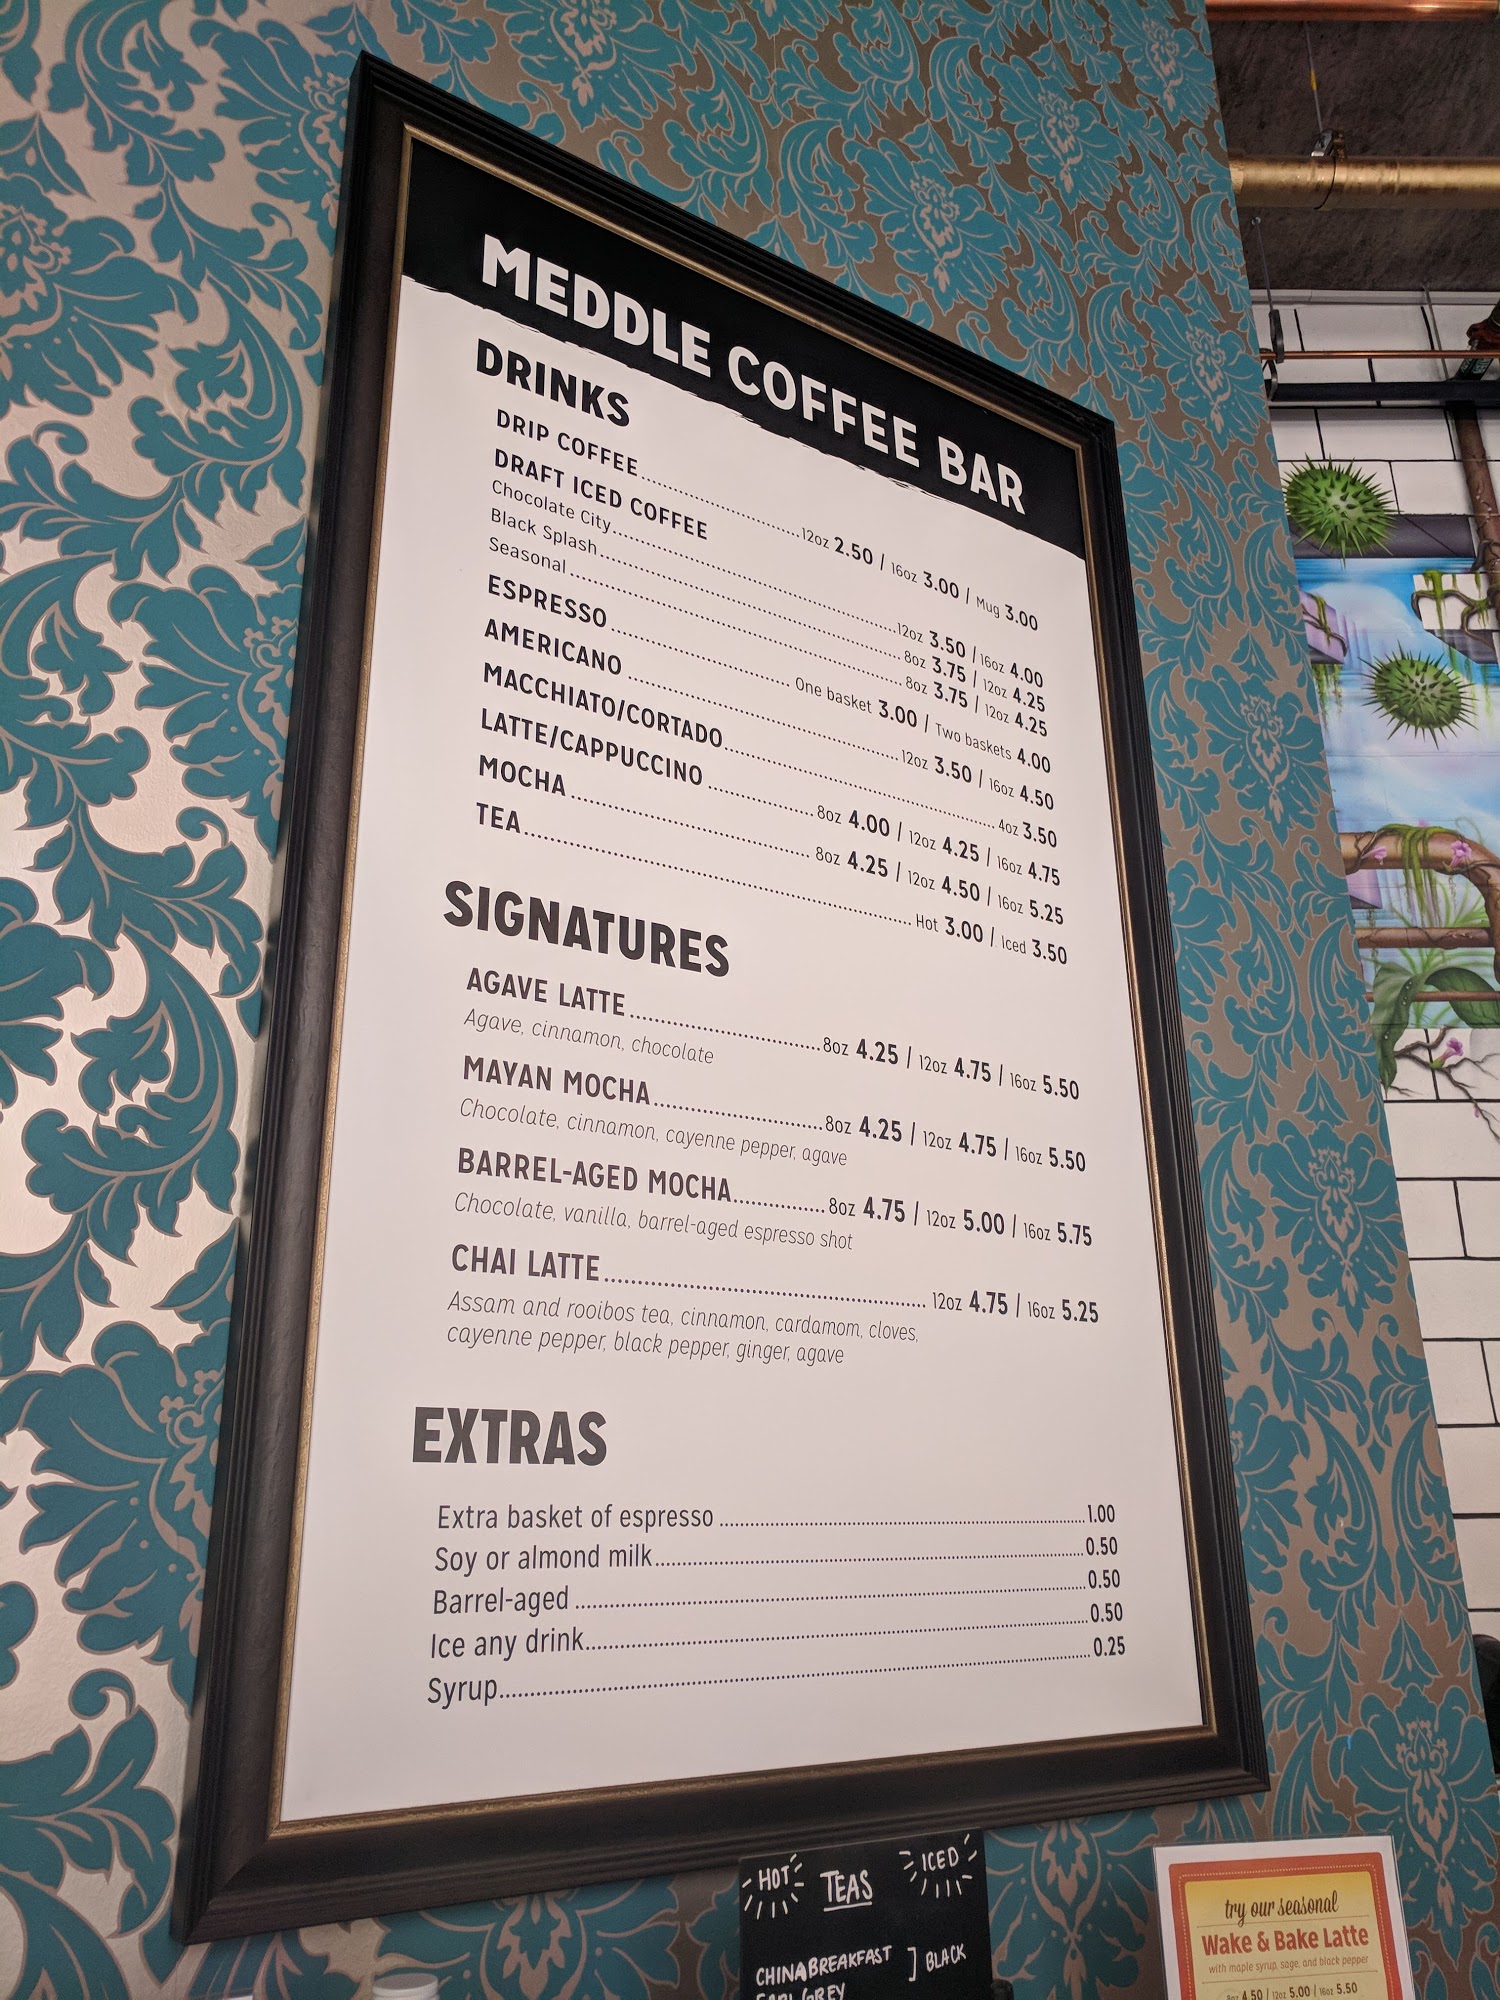 MEDDLE COFFEE BAR
DRINKS
DRIP COFFEE 12oz 2.50 | 16oz 3.00 | Mug 3.00
DRAFT ICED COFFEE
Chocolate City 12oz 3.50 | 16oz 4.00
Black Splash 8oz 3.75 | 12oz 4.25
Seasonal 8oz 3.75 | 12oz 4.25
ESPRESSO One basket 3.00 | Two baskets 4.00
AMERICANO 12oz 3.50 | 16oz 4.50
MACCHIATO/CORTADO 4oz 3.50
LATTE/CAPPUCCINO 8oz 4.00 | 12oz 4.25 | 16oz 4.75
MOCHA 8oz 4.25 | 12oz 4.50 | 16oz 5.25
TEA Hot 3.00 | Iced 3.50
SIGNATURES
AGAVE LATTE 8oz 4.25 | 12oz 4.75 | 16oz 5.50
Agave, cinnamon, chocolate
MAYAN MOCHA 8oz 4.25 | 12oz 4.75 | 16oz 5.50
Chocolate, cinnamon, cayenne pepper, agave
BARREL-AGED MOCHA 8oz 4.75 | 12oz 5.00 | 16oz 5.75
Chocolate, vanilla, barrel-aged espresso shot
CHAI LATTE 12oz 4.75 | 16oz 5.25
Assam and rooibos tea, cinnamon, cardamom, cloves,
cayenne pepper, black pepper, ginger, agave
EXTRAS
Extra basket of espresso 1.00
Soy or almond milk 0.50
Barrel-aged 0.50
Ice any drink 0.50
Syrup 0.25
HOT TEAS ICED
CHINA BREAKFAST ] BLACK
EARL GREY
try our seasonal
Wake & Bake Latte
with maple syrup, sage, and black pepper
8oz 4.50 | 12oz 5.00 | 16oz 5.50